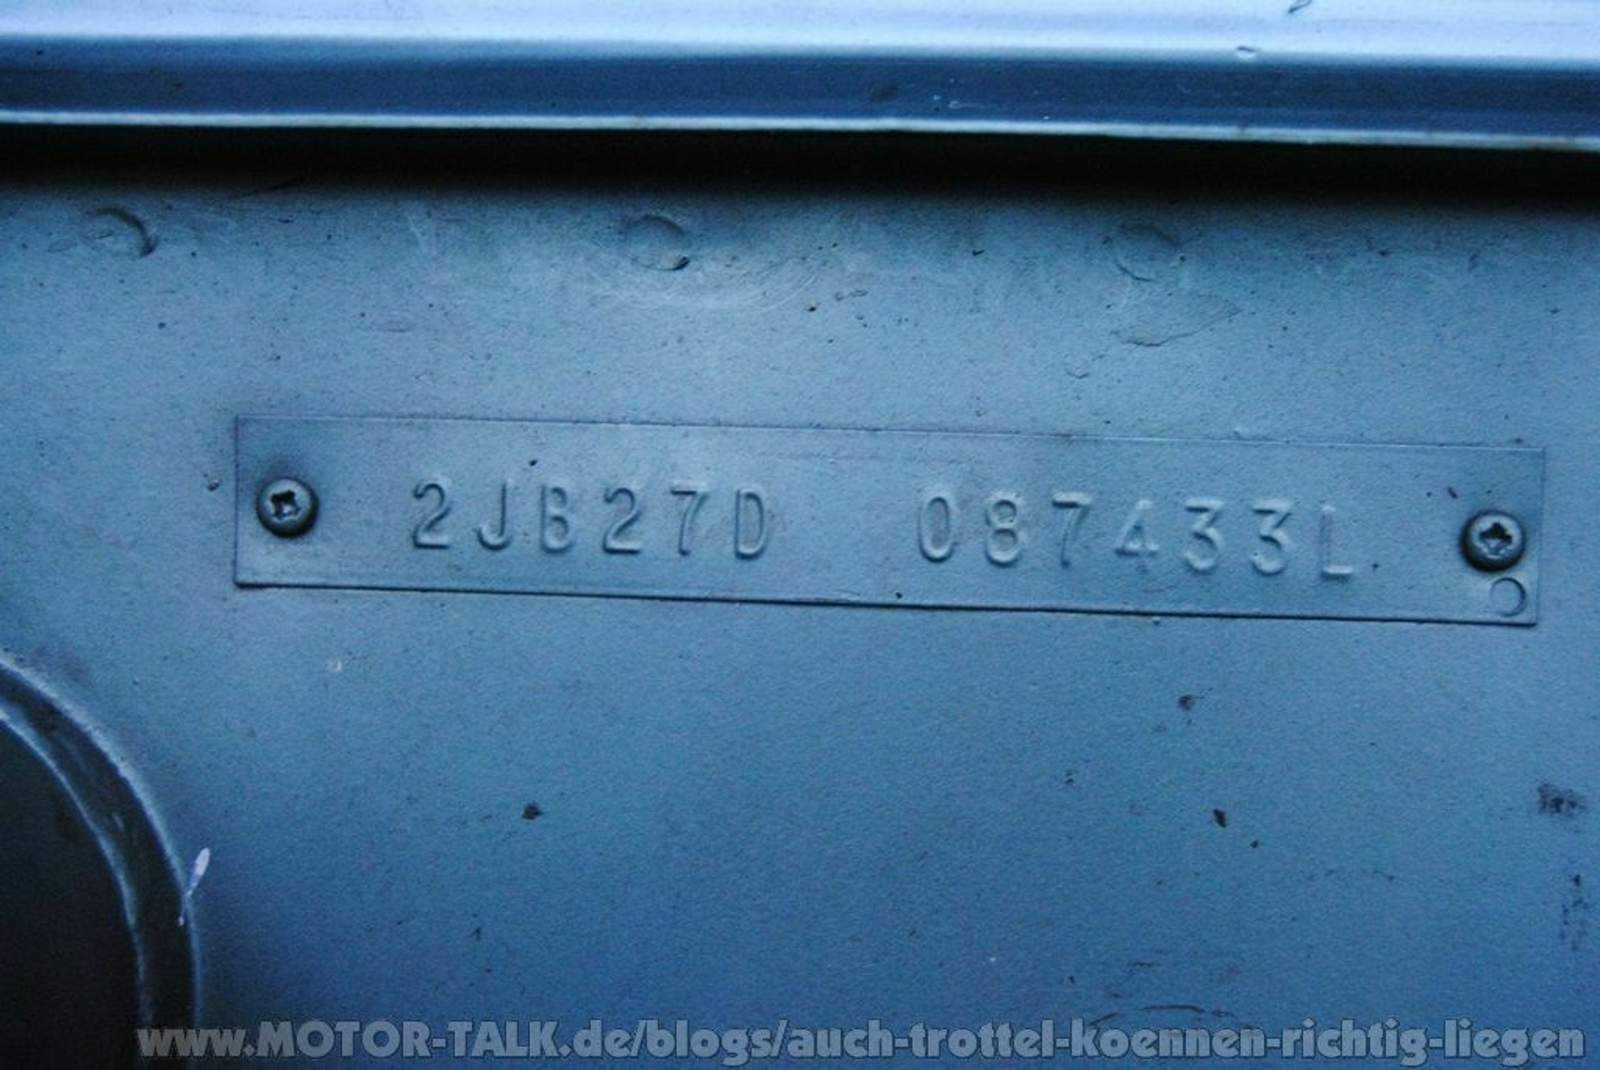 2JB27D 087433L
www.MOTOR-TALK.de/blogs/auch-trottel-koennen-richtig-liegen